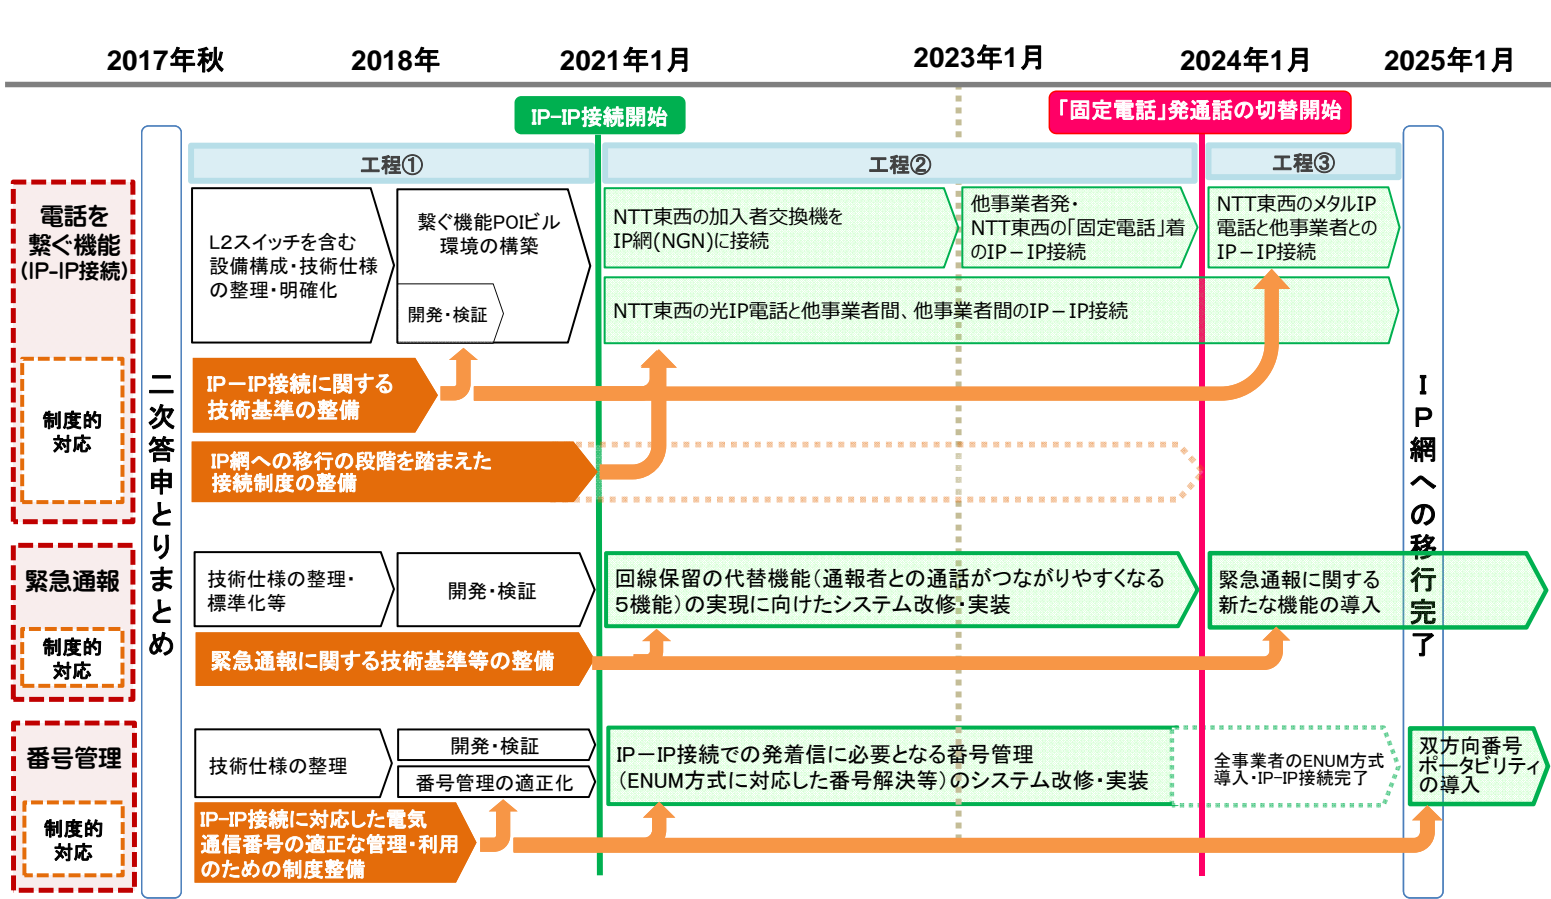 2017年秋
2018年
2021年1月
2023年1月
2024年1月
2025年1月
IP-IP接続開始
「固定電話」発通話の切替開始
工程①
工程②
工程③
電話を
繋ぐ機能
(IP-IP接続)
制度的
対応
二次答申とりまとめ
L2スイッチを含む
設備構成・技術仕様
の整理・明確化
繋ぐ機能POIビル
環境の構築
開発・検証
NTT東西の加入者交換機を
IP網(NGN)に接続
他事業者発・
NTT東西の「固定電話」着
のIP－IP接続
NTT東西のメタルIP
電話と他事業者との
IP－IP接続
NTT東西の光IP電話と他事業者間、他事業者間のIP－IP接続
IP－IP接続に関する
技術基準の整備
IP網への移行の段階を踏まえた
接続制度の整備
IP網への移行完了
緊急通報
制度的
対応
技術仕様の整理・
標準化等
開発・検証
回線保留の代替機能（通報者との通話がつながりやすくなる
5機能）の実現に向けたシステム改修・実装
緊急通報に関する
新たな機能の導入
緊急通報に関する技術基準等の整備
番号管理
制度的
対応
技術仕様の整理
開発・検証
番号管理の適正化
IP－IP接続での発着信に必要となる番号管理
（ENUM方式に対応した番号解決等）のシステム改修・実装
全事業者のENUM方式
導入・IP-IP接続完了
双方向番号
ポータビリティ
の導入
IP-IP接続に対応した電気
通信番号の適正な管理・利用
のための制度整備